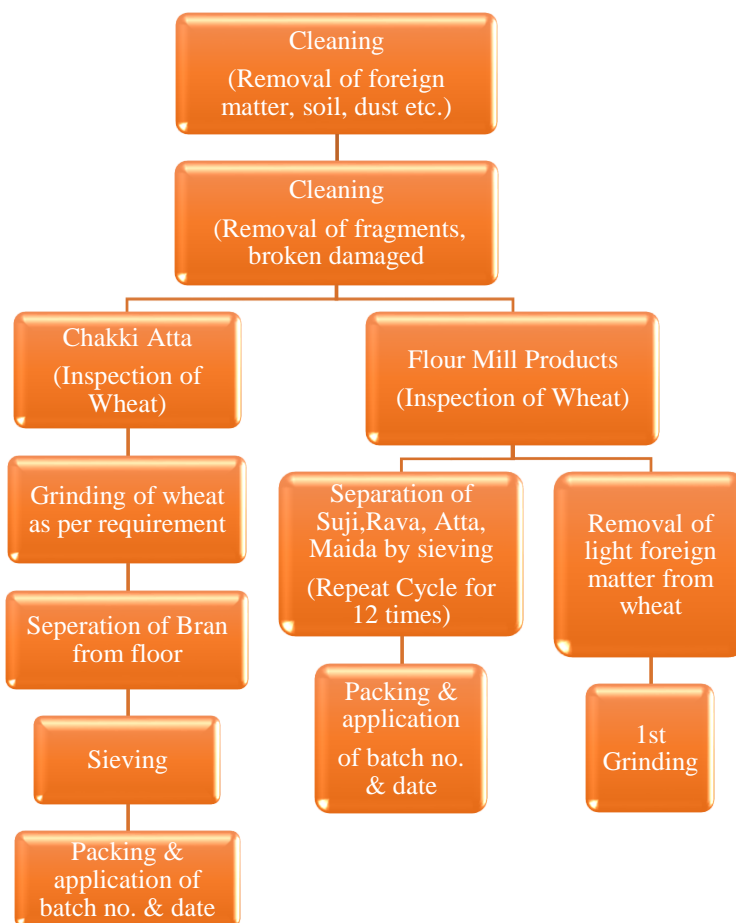 Cleaning
(Removal of foreign
matter, soil, dust etc.)
Cleaning
(Removal of fragments,
broken damaged
Chakki Atta
(Inspection of
Wheat)
Flour Mill Products
(Inspection of Wheat)
Grinding of wheat
as per requirement
Separation of
Suji,Rava, Atta,
Maida by sieving
(Repeat Cycle for
12 times)
Removal of
light foreign
matter from
wheat
Seperation of Bran
from floor
Packing &
application
of batch no.
& date
1st
Grinding
Sieving
Packing &
application of
batch no. & date